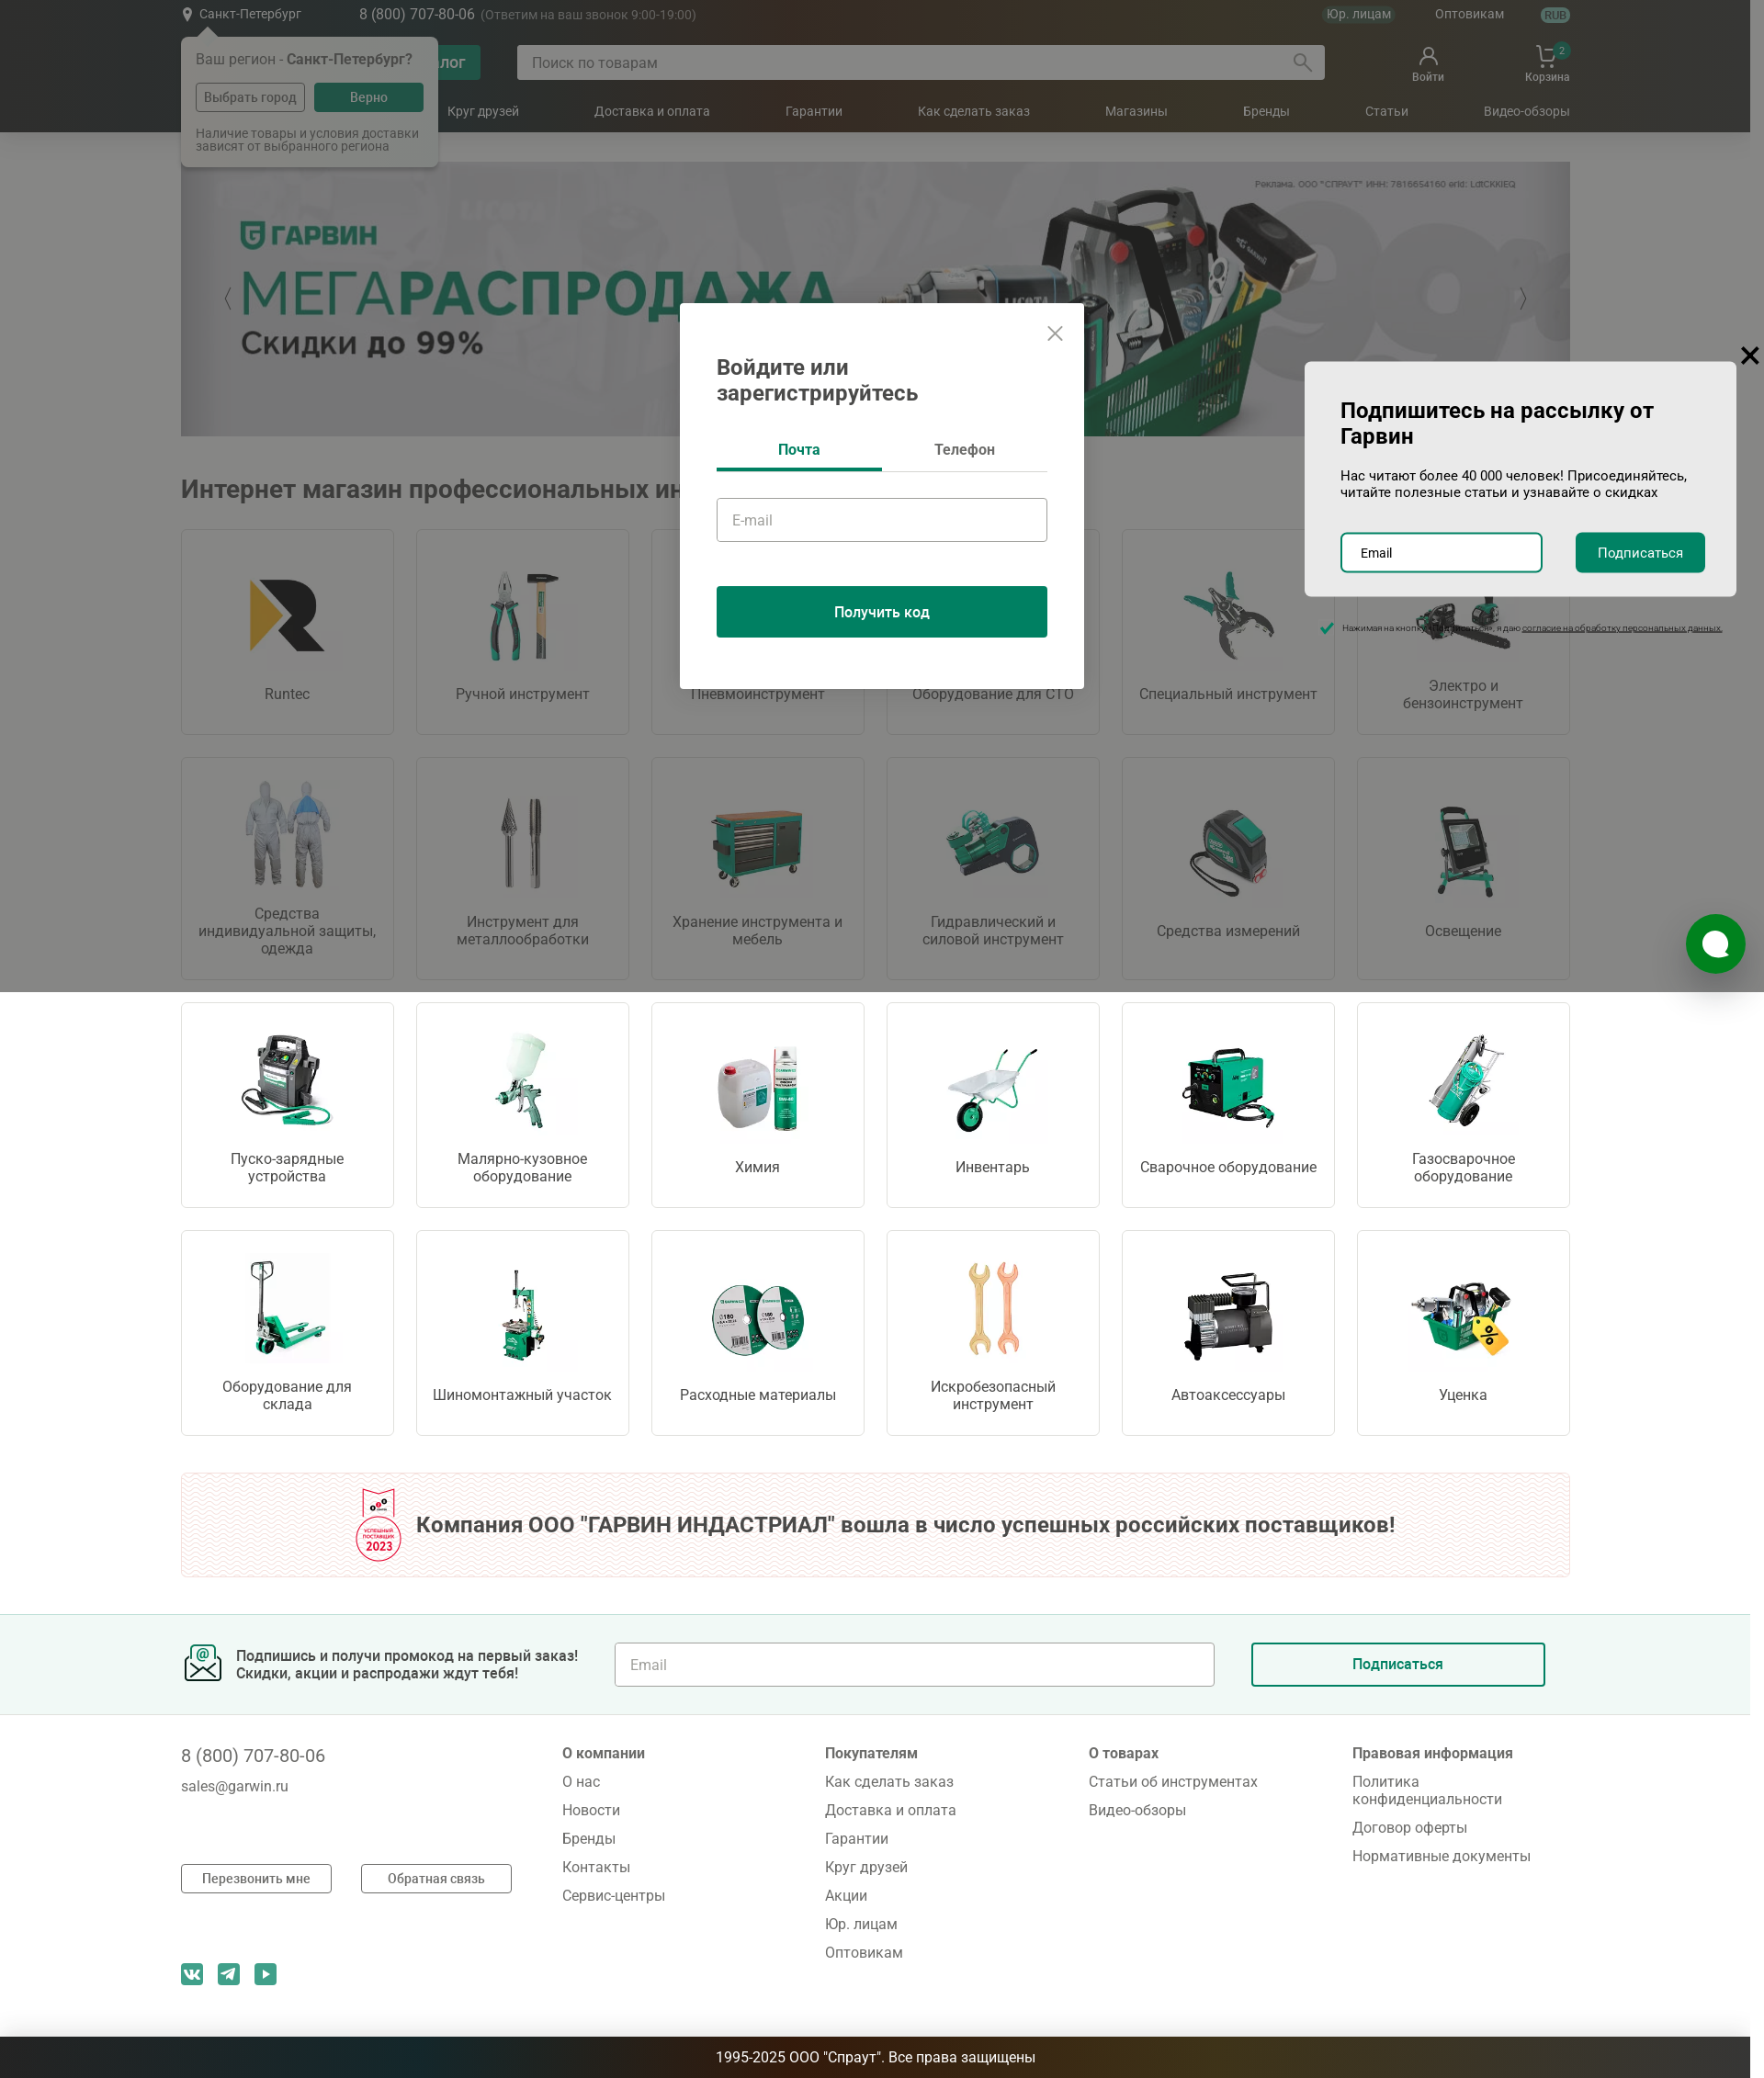 Санкт-Петербург
8 (800) 707-80-06 (Ответим на ваш звонок 9:00-19:00)
Юр. лицам
Оптовикам
RUB
Ваш регион - Санкт-Петербург?
Выбрать город
Верно
Наличие товары и условия доставки
зависят от выбранного региона
Поиск по товарам
Войти
2
Корзина
Круг друзей
Доставка и оплата
Гарантии
Как сделать заказ
Магазины
Бренды
Статьи
Видео-обзоры
Реклама. ООО "СПРАУТ" ИНН: 7816654160 erid: LdtCKKiEQ
ГАРВИН
МЕГАРАСПРОДАЖА
Скидки до 99%
LICOTA
Войдите или
зарегистрируйтесь
Почта
Телефон
E-mail
Получить код
Подпишитесь на рассылку от
Гарвин
Нас читают более 40 000 человек! Присоединяйтесь,
читайте полезные статьи и узнавайте о скидках
Email
Подписаться
Нажимая на кнопку «Подписаться», я даю согласие на обработку персональных данных.
Интернет магазин профессиональных
Runtec
Ручной инструмент
Пневмоинструмент
Оборудование для СТО
Специальный инструмент
Электро и
бензоинструмент
Средства
индивидуальной защиты,
одежда
Инструмент для
металлообработки
Хранение инструмента и
мебель
Гидравлический и
силовой инструмент
Средства измерений
Освещение
Пуско-зарядные
устройства
Малярно-кузовное
оборудование
Химия
Инвентарь
Сварочное оборудование
Газосварочное
оборудование
Оборудование для
склада
Шиномонтажный участок
Расходные материалы
Искробезопасный
инструмент
Автоаксессуары
Уценка
УСПЕШНЫЙ
ПОСТАВЩИК
2023
Компания ООО "ГАРВИН ИНДАСТРИАЛ" вошла в число успешных российских поставщиков!
Подпишись и получи промокод на первый заказ!
Скидки, акции и распродажи ждут тебя!
Email
Подписаться
8 (800) 707-80-06
sales@garwin.ru
Перезвонить мне
Обратная связь
О компании
О нас
Новости
Бренды
Контакты
Сервис-центры
Покупателям
Как сделать заказ
Доставка и оплата
Гарантии
Круг друзей
Акции
Юр. лицам
Оптовикам
О товарах
Статьи об инструментах
Видео-обзоры
Правовая информация
Политика
конфиденциальности
Договор оферты
Нормативные документы
1995-2025 ООО "Спраут". Все права защищены